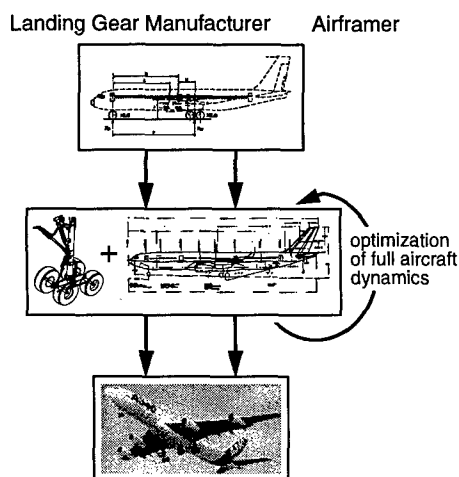 Landing Gear Manufacturer Airframer
+
optimization
of full aircraft
dynamics